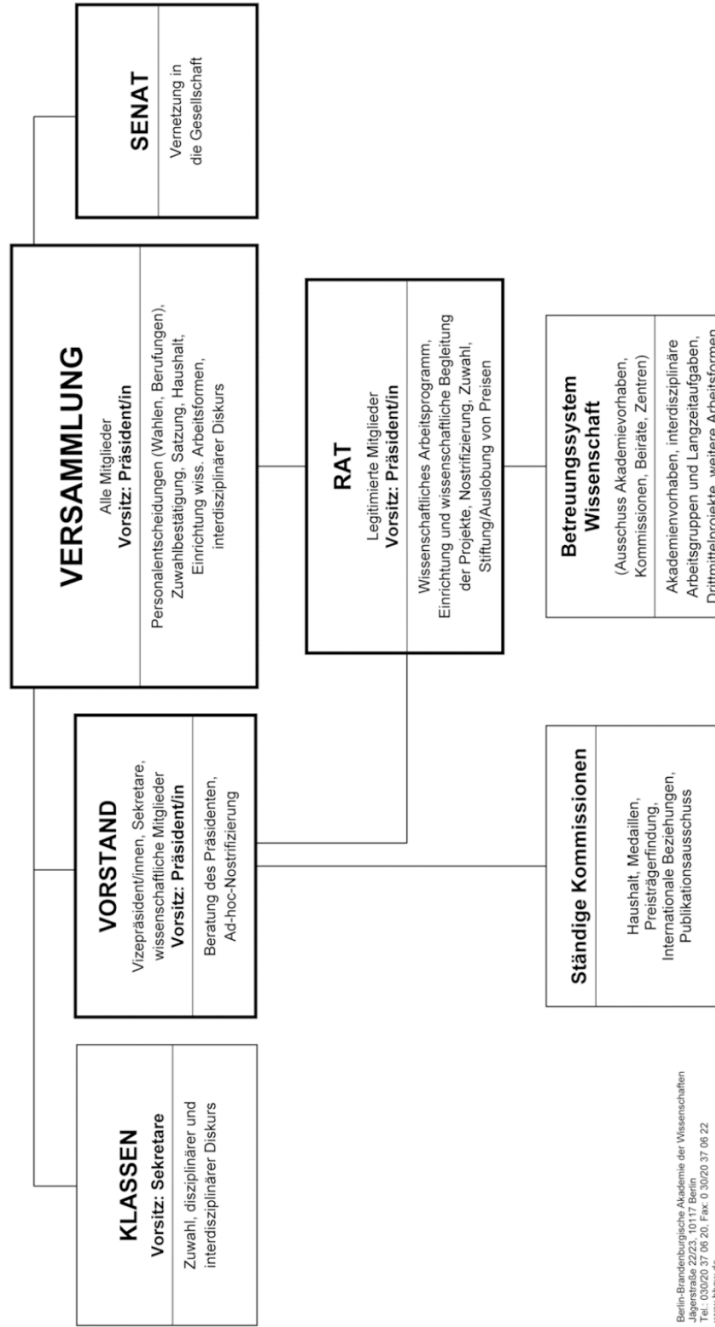 VERSAMMLUNG
Alle Mitglieder
Vorsitz: Präsident/in
Personalentscheidungen (Wahlen, Berufungen),
Zuwahlbestätigung, Satzung, Haushalt,
Einrichtung wiss. Arbeitsformen,
interdisziplinärer Diskurs
KLASSEN
Vorsitz: Sekretare
Zuwahl, disziplinärer und
interdisziplinärer Diskurs
VORSTAND
Vizepräsident/innen, Sekretare,
wissenschaftliche Mitglieder
Vorsitz: Präsident/in
Beratung des Präsidenten,
Ad-hoc-Nostrifizierung
SENAT
Vernetzung in
die Gesellschaft
RAT
Legitimierte Mitglieder
Vorsitz: Präsident/in
Wissenschaftliches Arbeitsprogramm,
Einrichtung und wissenschaftliche Begleitung
der Projekte, Nostrifizierung, Zuwahl,
Stiftung/Auslobung von Preisen
Ständige Kommissionen
Haushalt, Medaillen,
Preisträgerfindung,
Internationale Beziehungen,
Publikationsausschuss
Betreuungssystem
Wissenschaft
(Ausschuss Akademievorhaben,
Kommissionen, Beiräte, Zentren)
Akademienvorhaben, interdisziplinäre
Arbeitsgruppen und Langzeitaufgaben,
Drittmittelprojekte, weitere Arbeitsformen
Berlin-Brandenburgische Akademie der Wissenschaften
Jägerstraße 22/23, 10117 Berlin
Tel.: 030/20 37 06 20, Fax: 0 30/20 37 06 22